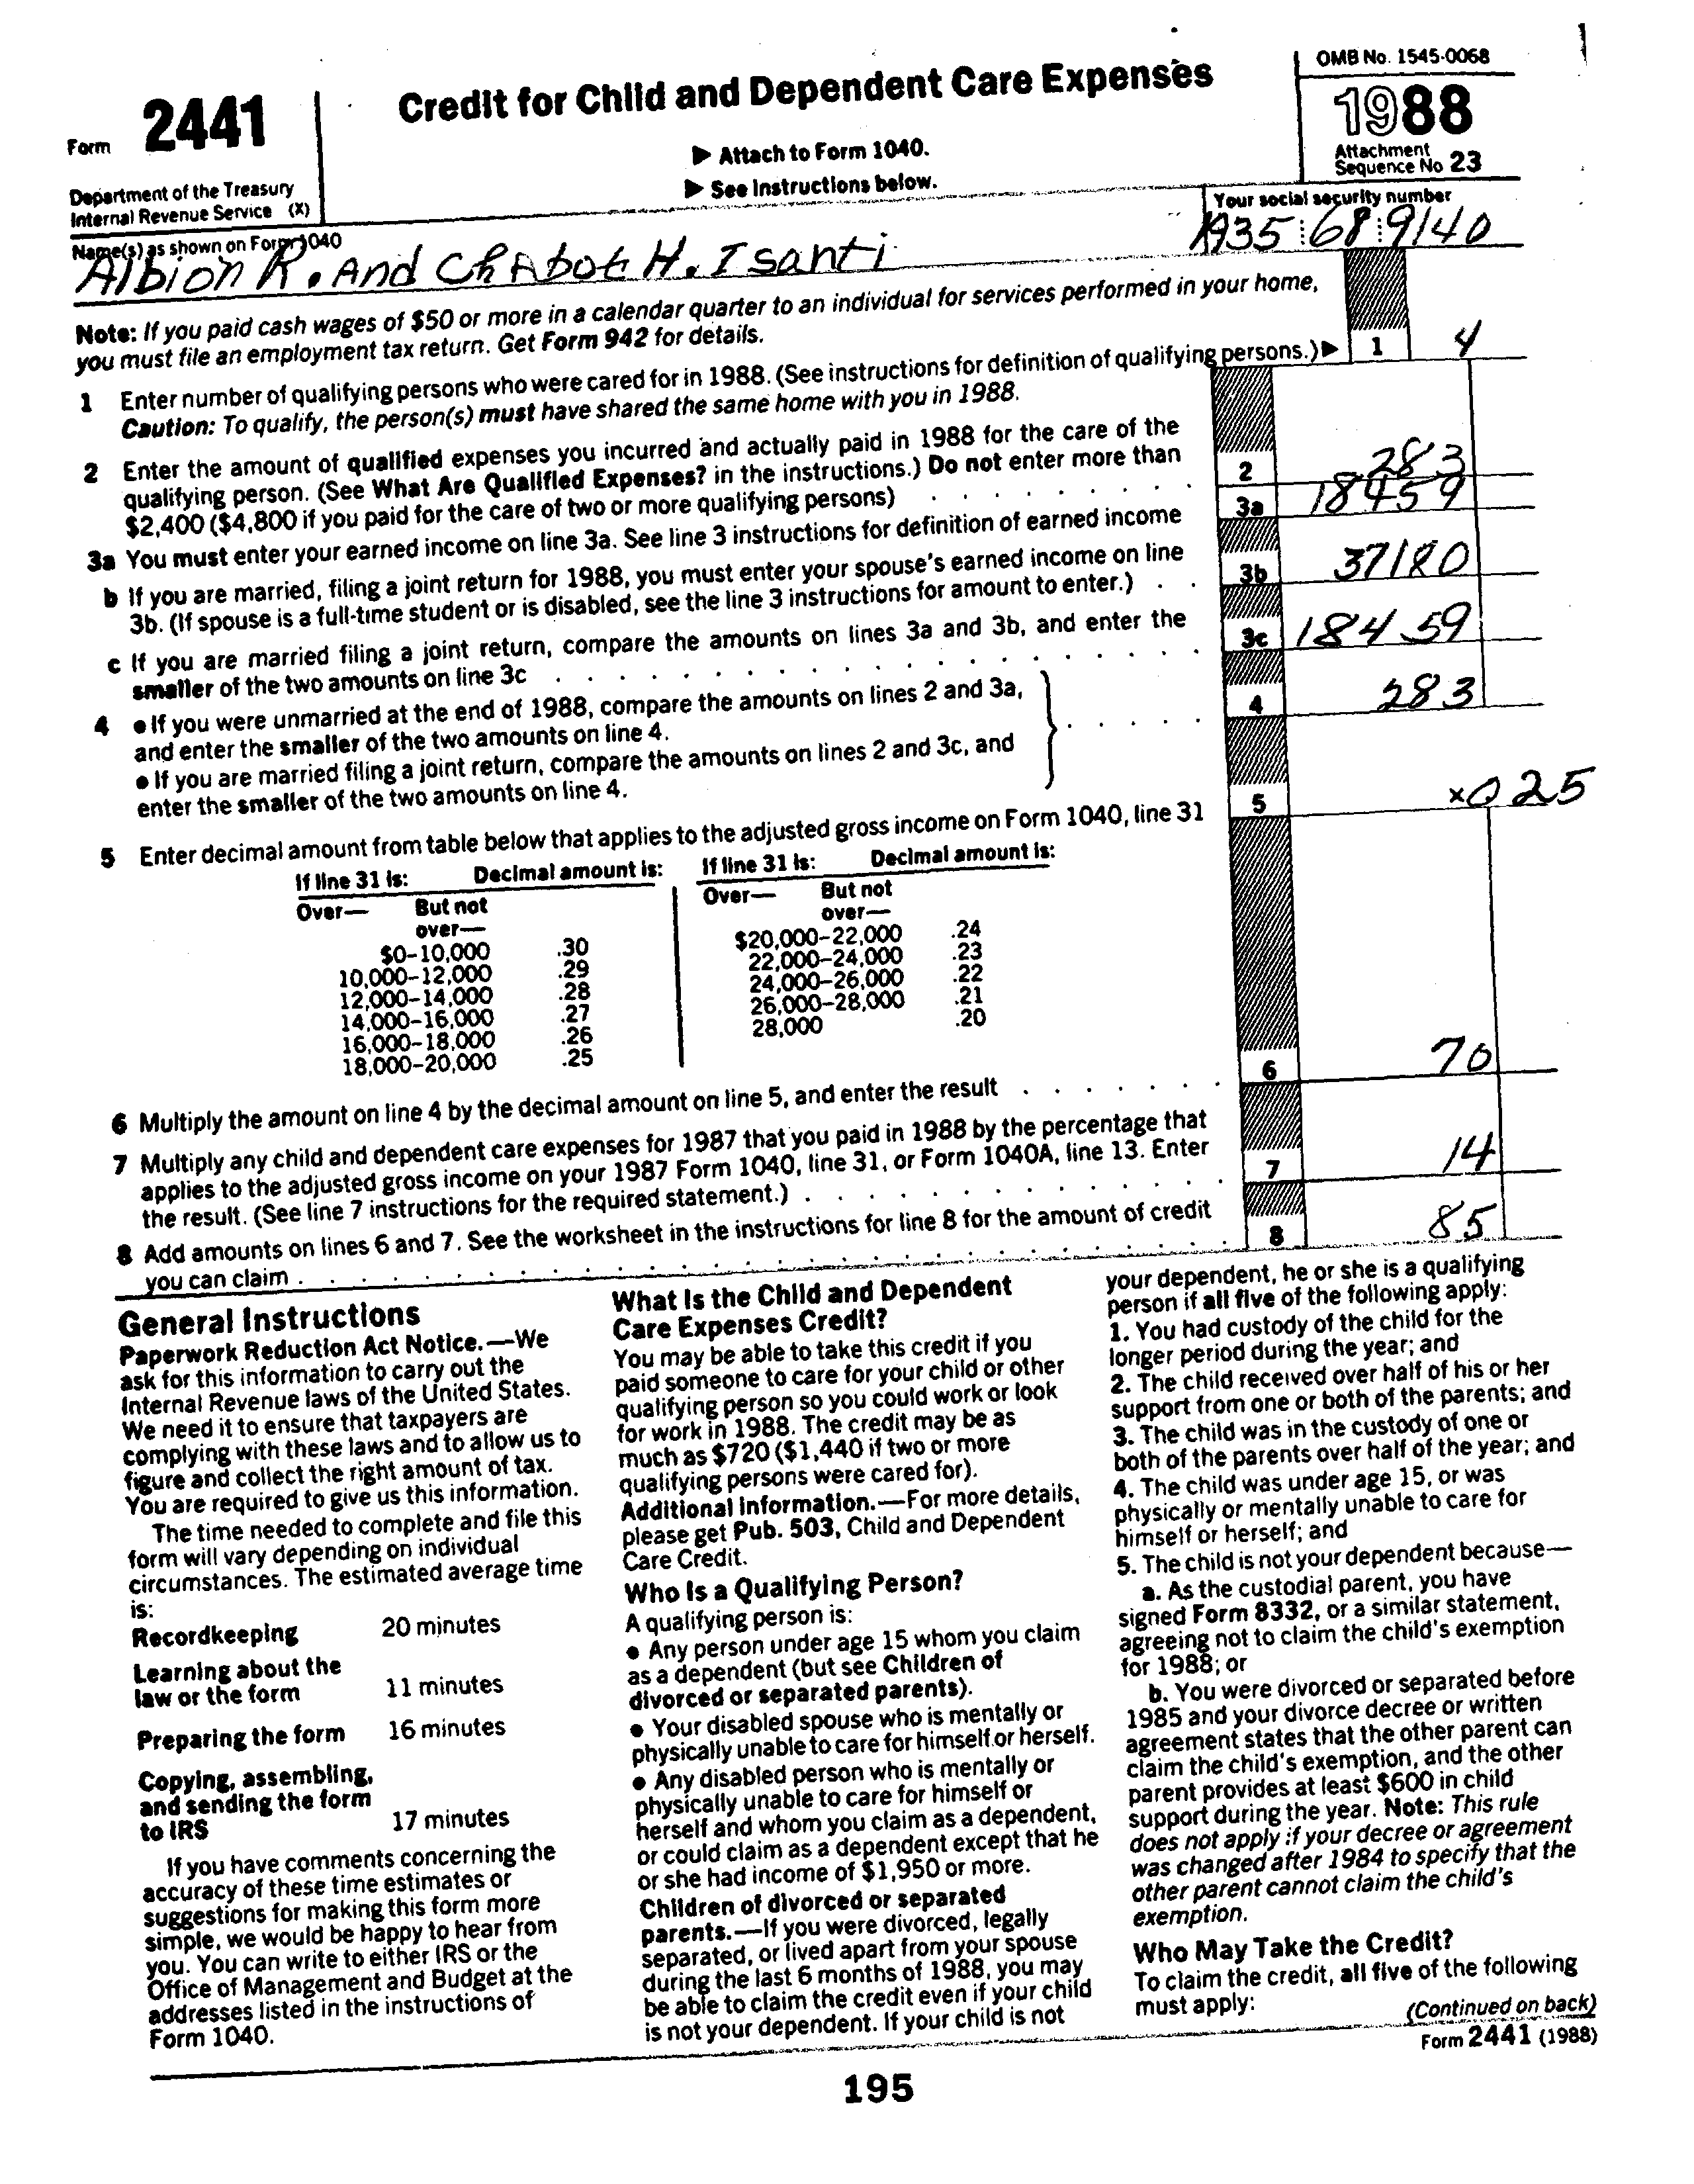 OMB No. 1545-0068
Form 2441
Credit for Child and Dependent Care Expenses
1988
▶ Attach to Form 1040.
▶ See Instructions below.
Attachment
Sequence No 23
Department of the Treasury
Internal Revenue Service (X)
Name(s) as shown on Form 1040
Your social security number
Albion R. And Chabot H. Isanti
935 68 9140
Note: If you paid cash wages of $50 or more in a calendar quarter to an individual for services performed in your home,
you must file an employment tax return. Get Form 942 for details.
1 Enter number of qualifying persons who were cared for in 1988. (See instructions for definition of qualifying persons.) ▶ 1 4
Caution: To qualify, the person(s) must have shared the same home with you in 1988.
2 Enter the amount of qualified expenses you incurred and actually paid in 1988 for the care of the
qualifying person. (See What Are Qualified Expenses? in the instructions.) Do not enter more than
$2,400 ($4,800 if you paid for the care of two or more qualifying persons) 2 283
3a You must enter your earned income on line 3a. See line 3 instructions for definition of earned income 3a 18459
b If you are married, filing a joint return for 1988, you must enter your spouse's earned income on line
3b. (If spouse is a full-time student or is disabled, see the line 3 instructions for amount to enter.) 3b 37180
c If you are married filing a joint return, compare the amounts on lines 3a and 3b, and enter the
smaller of the two amounts on line 3c 3c 18459
4 ● If you were unmarried at the end of 1988, compare the amounts on lines 2 and 3a,
and enter the smaller of the two amounts on line 4.
● If you are married filing a joint return, compare the amounts on lines 2 and 3c, and
enter the smaller of the two amounts on line 4. 4 283
5 Enter decimal amount from table below that applies to the adjusted gross income on Form 1040, line 31 5 x0 25
If line 31 is: Decimal amount is: If line 31 is: Decimal amount is:
Over— But not over— Over— But not over—
$0–10,000 .30 $20,000–22,000 .24
10,000–12,000 .29 22,000–24,000 .23
12,000–14,000 .28 24,000–26,000 .22
14,000–16,000 .27 26,000–28,000 .21
16,000–18,000 .26 28,000 .20
18,000–20,000 .25
6 Multiply the amount on line 4 by the decimal amount on line 5, and enter the result 6 70
7 Multiply any child and dependent care expenses for 1987 that you paid in 1988 by the percentage that
applies to the adjusted gross income on your 1987 Form 1040, line 31, or Form 1040A, line 13. Enter
the result. (See line 7 instructions for the required statement.) 7 14
8 Add amounts on lines 6 and 7. See the worksheet in the instructions for line 8 for the amount of credit
you can claim 8 85
General Instructions
Paperwork Reduction Act Notice.—We
ask for this information to carry out the
Internal Revenue laws of the United States.
We need it to ensure that taxpayers are
complying with these laws and to allow us to
figure and collect the right amount of tax.
You are required to give us this information.
The time needed to complete and file this
form will vary depending on individual
circumstances. The estimated average time
is:
Recordkeeping 20 minutes
Learning about the
law or the form 11 minutes
Preparing the form 16 minutes
Copying, assembling,
and sending the form
to IRS 17 minutes
If you have comments concerning the
accuracy of these time estimates or
suggestions for making this form more
simple, we would be happy to hear from
you. You can write to either IRS or the
Office of Management and Budget at the
addresses listed in the instructions of
Form 1040.
What Is the Child and Dependent
Care Expenses Credit?
You may be able to take this credit if you
paid someone to care for your child or other
qualifying person so you could work or look
for work in 1988. The credit may be as
much as $720 ($1,440 if two or more
qualifying persons were cared for).
Additional Information.—For more details,
please get Pub. 503, Child and Dependent
Care Credit.
Who Is a Qualifying Person?
A qualifying person is:
● Any person under age 15 whom you claim
as a dependent (but see Children of
divorced or separated parents).
● Your disabled spouse who is mentally or
physically unable to care for himself or herself.
● Any disabled person who is mentally or
physically unable to care for himself or
herself and whom you claim as a dependent,
or could claim as a dependent except that he
or she had income of $1,950 or more.
Children of divorced or separated
parents.—If you were divorced, legally
separated, or lived apart from your spouse
during the last 6 months of 1988, you may
be able to claim the credit even if your child
is not your dependent. If your child is not
your dependent, he or she is a qualifying
person if all five of the following apply:
1. You had custody of the child for the
longer period during the year; and
2. The child received over half of his or her
support from one or both of the parents; and
3. The child was in the custody of one or
both of the parents over half of the year; and
4. The child was under age 15, or was
physically or mentally unable to care for
himself or herself; and
5. The child is not your dependent because—
a. As the custodial parent, you have
signed Form 8332, or a similar statement,
agreeing not to claim the child's exemption
for 1988; or
b. You were divorced or separated before
1985 and your divorce decree or written
agreement states that the other parent can
claim the child's exemption, and the other
parent provides at least $600 in child
support during the year. Note: This rule
does not apply if your decree or agreement
was changed after 1984 to specify that the
other parent cannot claim the child's
exemption.
Who May Take the Credit?
To claim the credit, all five of the following
must apply:
(Continued on back)
Form 2441 (1988)
195